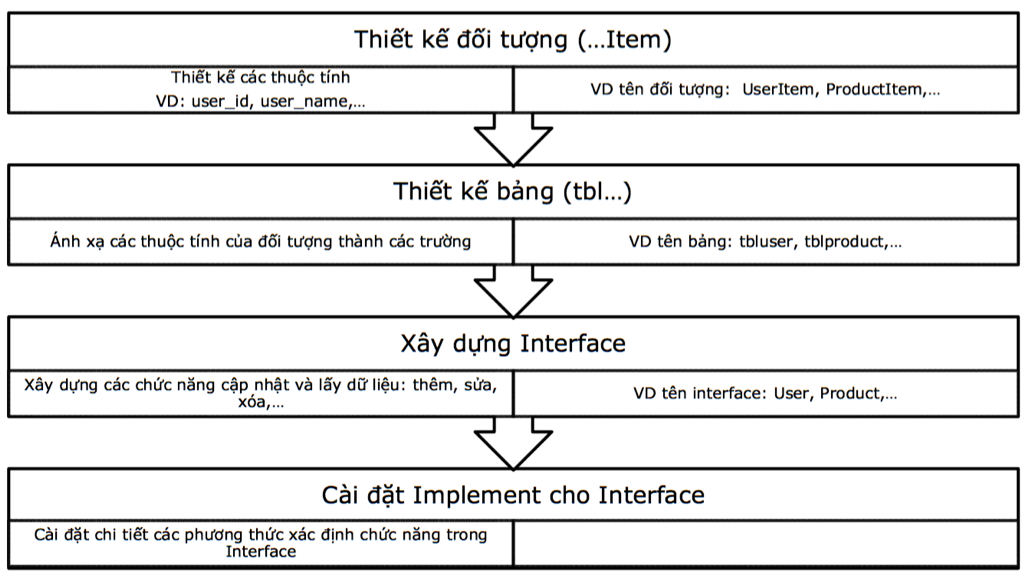 Thiết kế đối tượng (...Item)
Thiết kế các thuộc tính
VD: user_id, user_name,...
VD tên đối tượng: UserItem, ProductItem,...
Thiết kế bảng (tbl...)
Ánh xạ các thuộc tính của đối tượng thành các trường
VD tên bảng: tbluser, tblproduct,...
Xây dựng Interface
Xây dựng các chức năng cập nhật và lấy dữ liệu: thêm, sửa,
xóa,...
VD tên interface: User, Product,...
Cài đặt Implement cho Interface
Cài đặt chi tiết các phương thức xác định chức năng trong
Interface